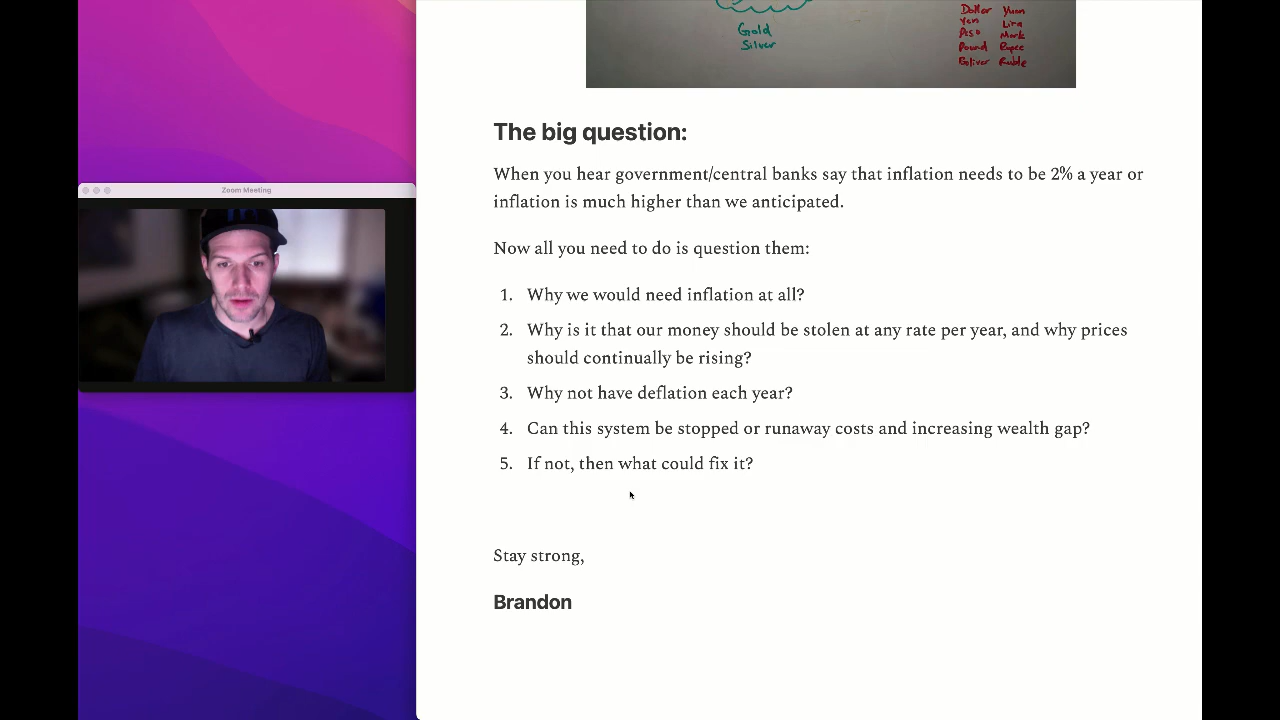 Gold
Silver
Dollar Yuan
Yen Lira
Peso Mark
Pound Rupee
Bolivar Ruble
The big question:
When you hear government/central banks say that inflation needs to be 2% a year or
inflation is much higher than we anticipated.
Now all you need to do is question them:
Zoom Meeting
1. Why we would need inflation at all?
2. Why is it that our money should be stolen at any rate per year, and why prices
should continually be rising?
3. Why not have deflation each year?
4. Can this system be stopped or runaway costs and increasing wealth gap?
5. If not, then what could fix it?
Stay strong,
Brandon